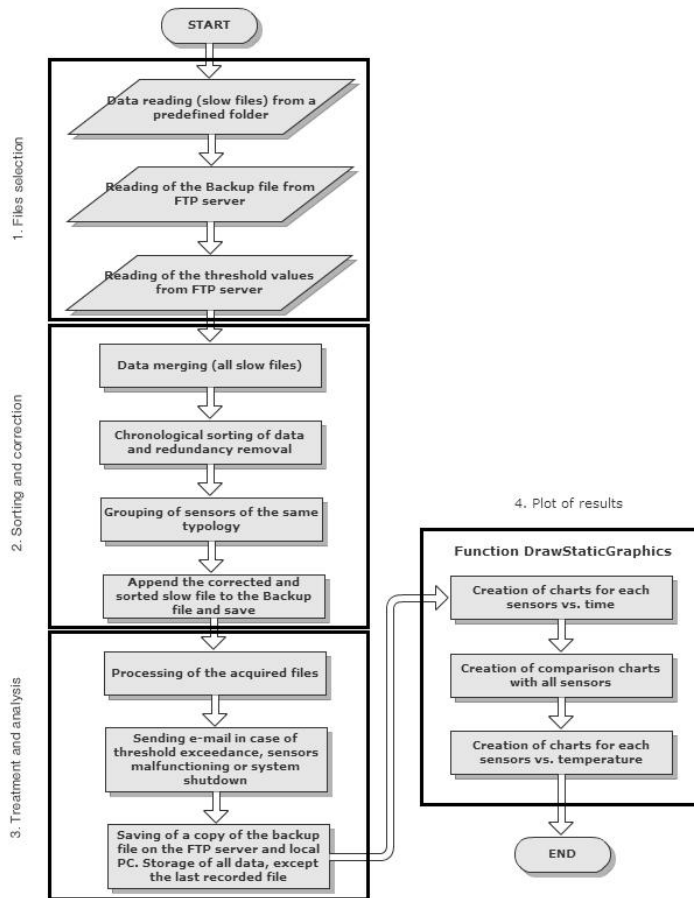 START
1. Files selection
Data reading (slow files) from a
predefined folder
Reading of the Backup file from
FTP server
Reading of the threshold values
from FTP server
2. Sorting and correction
Data merging (all slow files)
Chronological sorting of data
and redundancy removal
Grouping of sensors of the same
typology
Append the corrected and
sorted slow file to the Backup
file and save
3. Treatment and analysis
Processing of the acquired files
Sending e-mail in case of
threshold exceedance, sensors
malfunctioning or system
shutdown
Saving of a copy of the backup
file on the FTP server and local
PC. Storage of all data, except
the last recorded file
4. Plot of results
Function DrawStaticGraphics
Creation of charts for each
sensors vs. time
Creation of comparison charts
with all sensors
Creation of charts for each
sensors vs. temperature
END